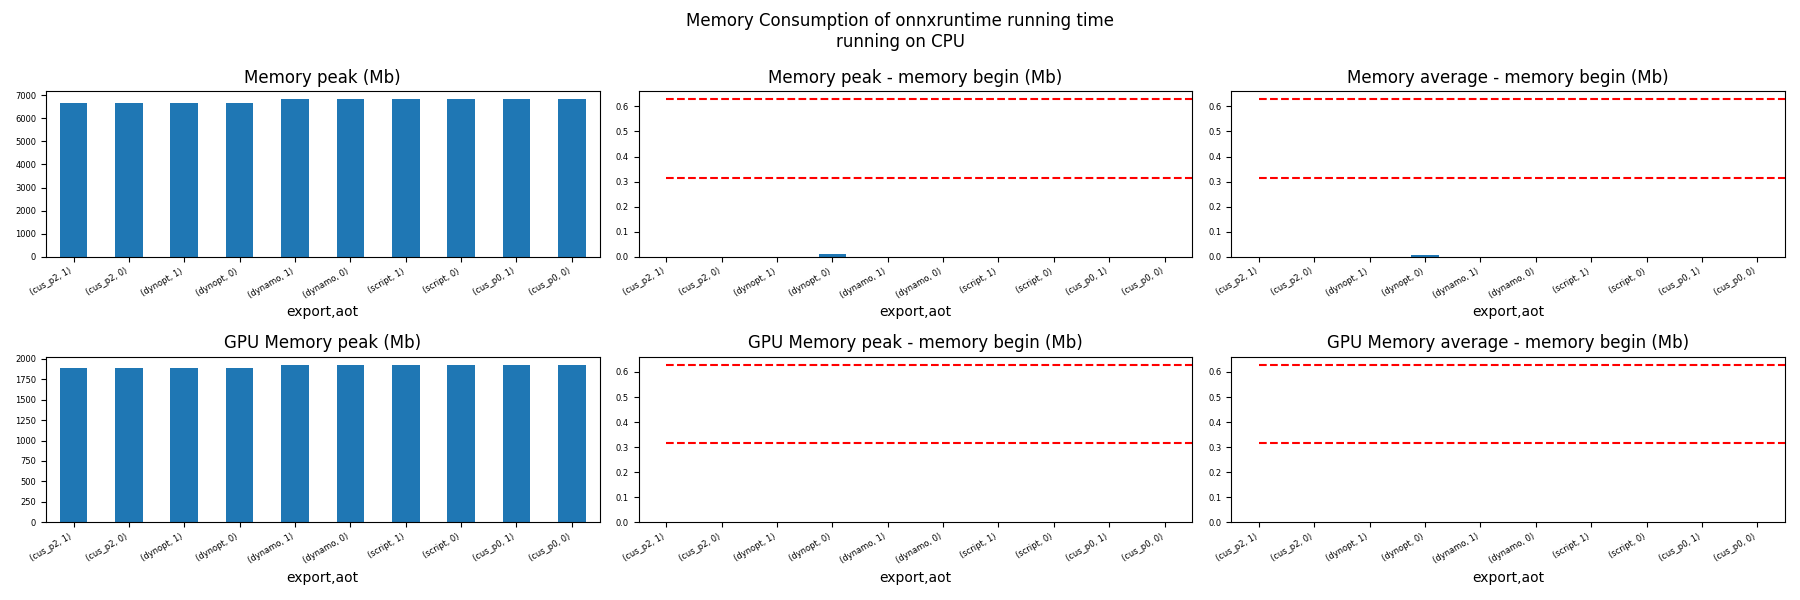 Memory Consumption of onnxruntime running time
running on CPU
Memory peak (Mb)
7000
6000
5000
4000
3000
2000
1000
0
(cus_p2, 1)
(cus_p2, 0)
(dynopt, 1)
(dynopt, 0)
(dynamo, 1)
(dynamo, 0)
(script, 1)
(script, 0)
(cus_p0, 1)
(cus_p0, 0)
export,aot
Memory peak - memory begin (Mb)
0.6
0.5
0.4
0.3
0.2
0.1
0.0
(cus_p2, 1)
(cus_p2, 0)
(dynopt, 1)
(dynopt, 0)
(dynamo, 1)
(dynamo, 0)
(script, 1)
(script, 0)
(cus_p0, 1)
(cus_p0, 0)
export,aot
Memory average - memory begin (Mb)
0.6
0.5
0.4
0.3
0.2
0.1
0.0
(cus_p2, 1)
(cus_p2, 0)
(dynopt, 1)
(dynopt, 0)
(dynamo, 1)
(dynamo, 0)
(script, 1)
(script, 0)
(cus_p0, 1)
(cus_p0, 0)
export,aot
GPU Memory peak (Mb)
2000
1750
1500
1250
1000
750
500
250
0
(cus_p2, 1)
(cus_p2, 0)
(dynopt, 1)
(dynopt, 0)
(dynamo, 1)
(dynamo, 0)
(script, 1)
(script, 0)
(cus_p0, 1)
(cus_p0, 0)
export,aot
GPU Memory peak - memory begin (Mb)
0.6
0.5
0.4
0.3
0.2
0.1
0.0
(cus_p2, 1)
(cus_p2, 0)
(dynopt, 1)
(dynopt, 0)
(dynamo, 1)
(dynamo, 0)
(script, 1)
(script, 0)
(cus_p0, 1)
(cus_p0, 0)
export,aot
GPU Memory average - memory begin (Mb)
0.6
0.5
0.4
0.3
0.2
0.1
0.0
(cus_p2, 1)
(cus_p2, 0)
(dynopt, 1)
(dynopt, 0)
(dynamo, 1)
(dynamo, 0)
(script, 1)
(script, 0)
(cus_p0, 1)
(cus_p0, 0)
export,aot